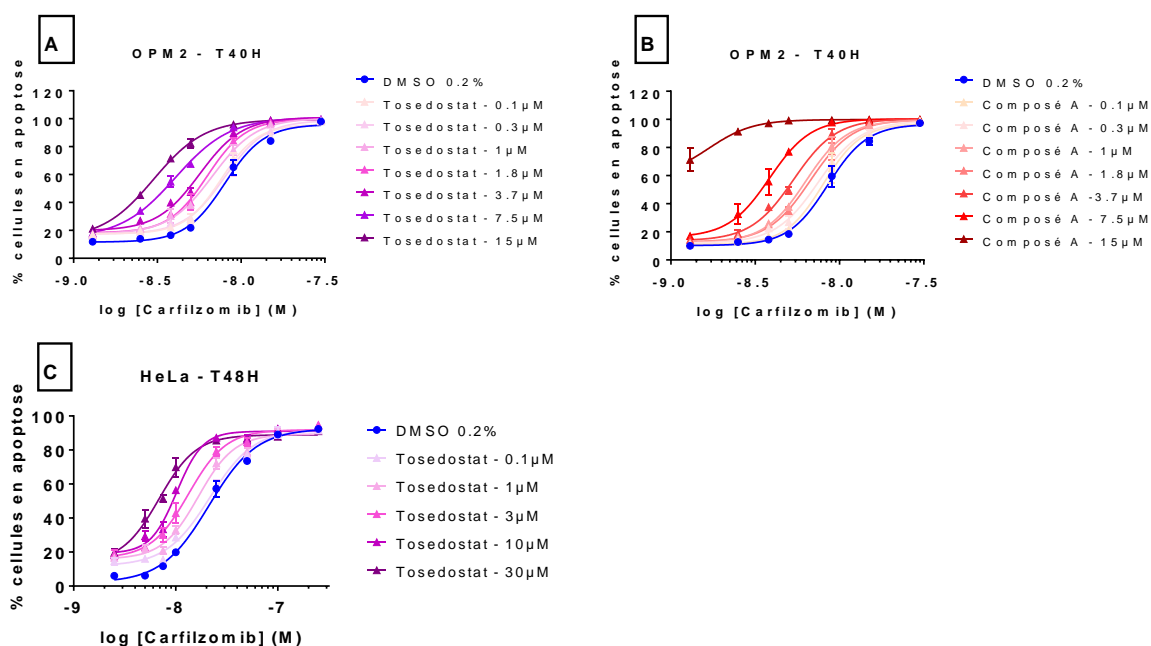 A
OPM2 - T40H
% cellules en apoptose
120
100
80
60
40
20
0
-9.0
-8.5
-8.0
-7.5
log [Carfilzomib] (M)
DMSO 0.2%
Tosedostat - 0.1µM
Tosedostat - 0.3µM
Tosedostat - 1µM
Tosedostat - 1.8µM
Tosedostat - 3.7µM
Tosedostat - 7.5µM
Tosedostat - 15µM
B
OPM2 - T40H
% cellules en apoptose
120
100
80
60
40
20
0
-9.0
-8.5
-8.0
-7.5
log [Carfilzomib] (M)
DMSO 0.2%
Composé A - 0.1µM
Composé A - 0.3µM
Composé A - 1µM
Composé A - 1.8µM
Composé A -3.7µM
Composé A - 7.5µM
Composé A - 15µM
C
HeLa - T48H
% cellules en apoptose
100
80
60
40
20
0
-9
-8
-7
log [Carfilzomib] (M)
DMSO 0.2%
Tosedostat - 0.1µM
Tosedostat - 1µM
Tosedostat - 3µM
Tosedostat - 10µM
Tosedostat - 30µM